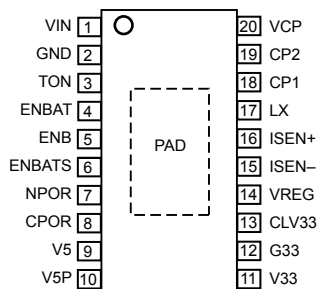 VIN 1 20 VCP
GND 2 19 CP2
TON 3 18 CP1
ENBAT 4 17 LX
ENB 5 PAD 16 ISEN+
ENBATS 6 15 ISEN–
NPOR 7 14 VREG
CPOR 8 13 CLV33
V5 9 12 G33
V5P 10 11 V33